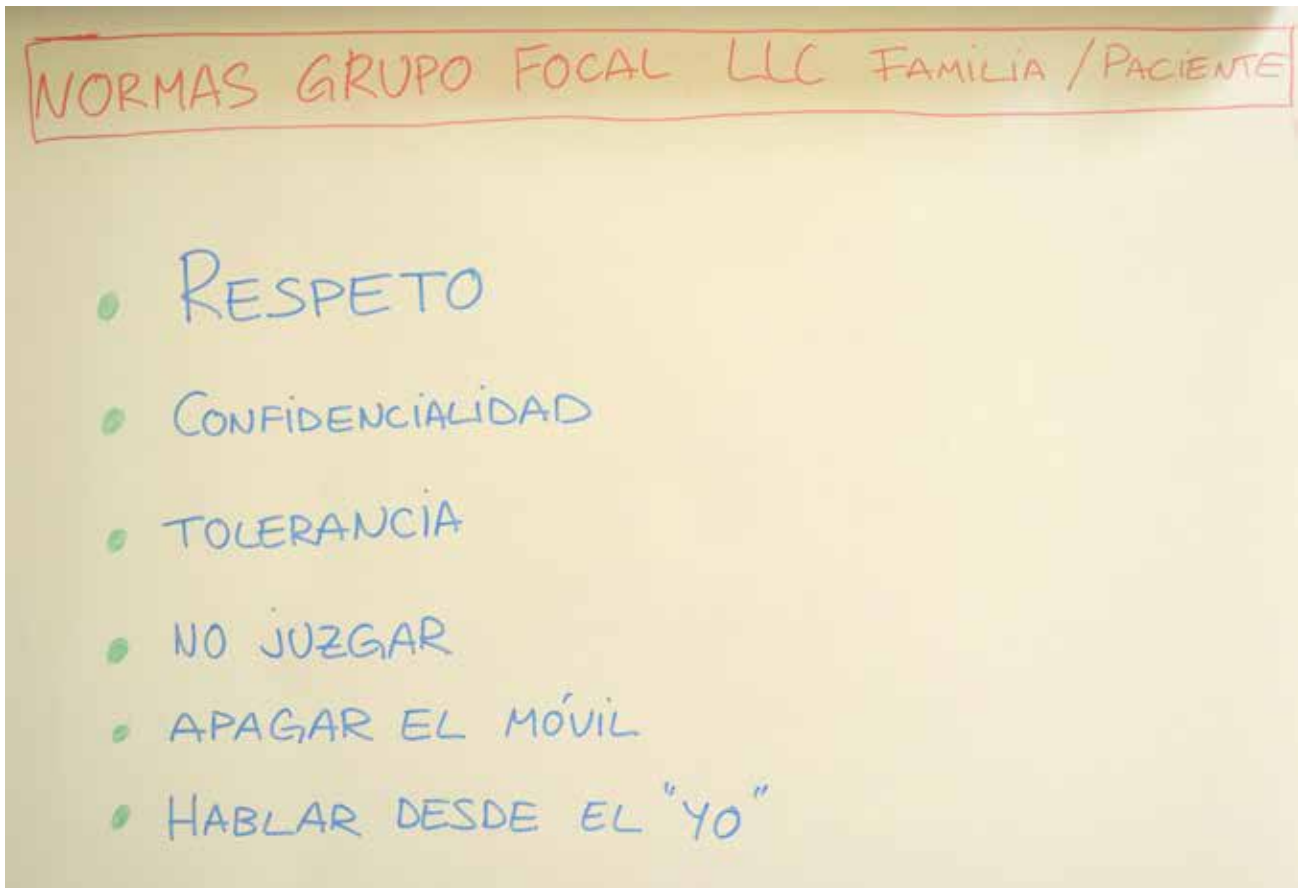 NORMAS GRUPO FOCAL LLC FAMILIA / PACIENTE
• RESPETO
• CONFIDENCIALIDAD
• TOLERANCIA
• NO JUZGAR
• APAGAR EL MÓVIL
• HABLAR DESDE EL "YO"